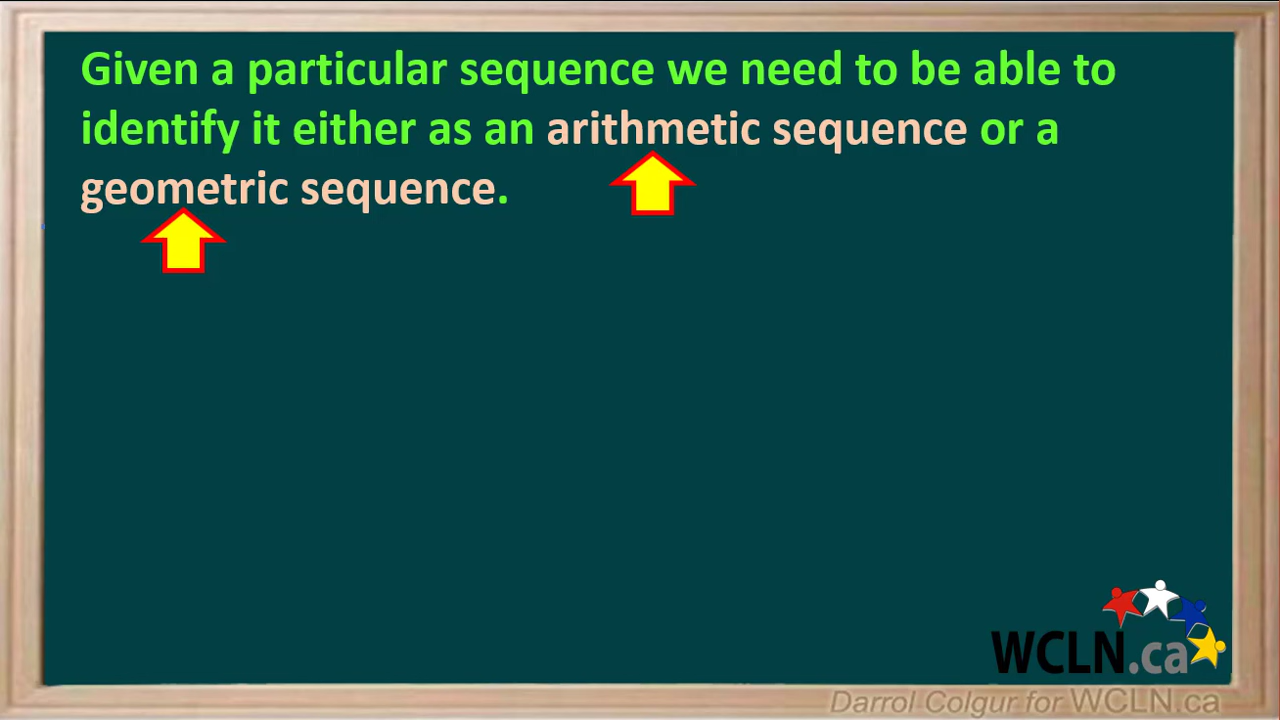 Given a particular sequence we need to be able to
identify it either as an arithmetic sequence or a
geometric sequence.
WCLN.ca
Darrol Colgur for WCLN.ca